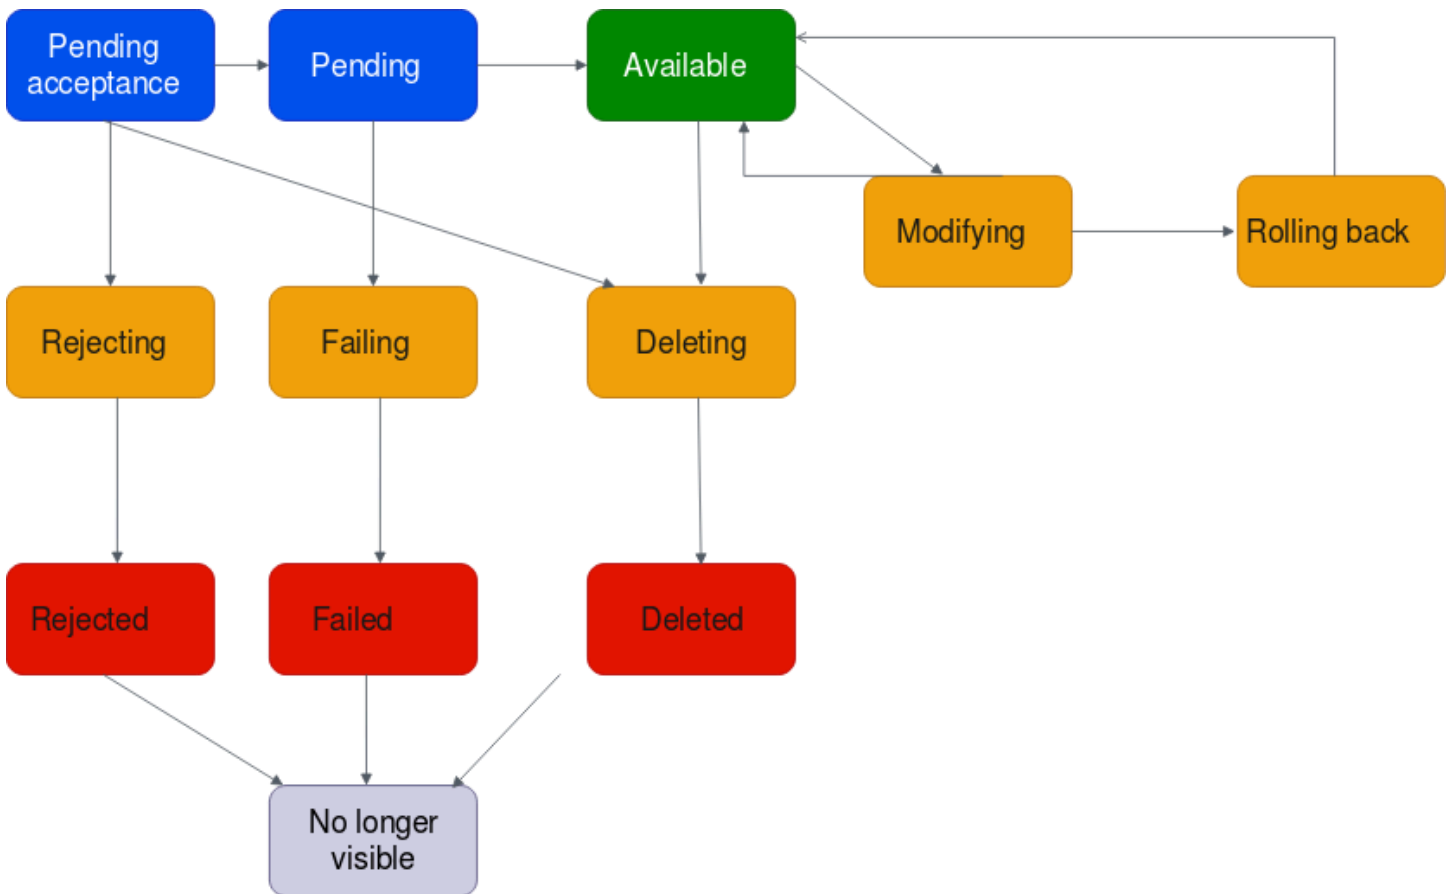 Pending
acceptance
Pending
Available
Modifying
Rolling back
Rejecting
Failing
Deleting
Rejected
Failed
Deleted
No longer
visible